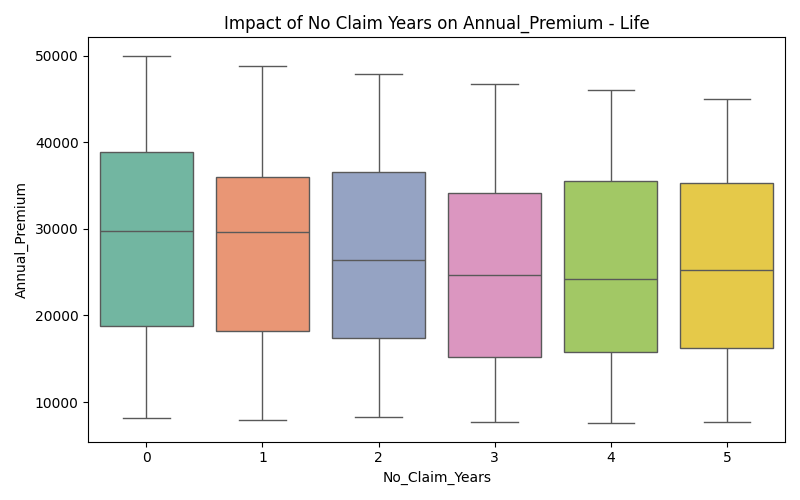 Impact of No Claim Years on Annual_Premium - Life
Annual_Premium
50000
40000
30000
20000
10000
0 1 2 3 4 5
No_Claim_Years